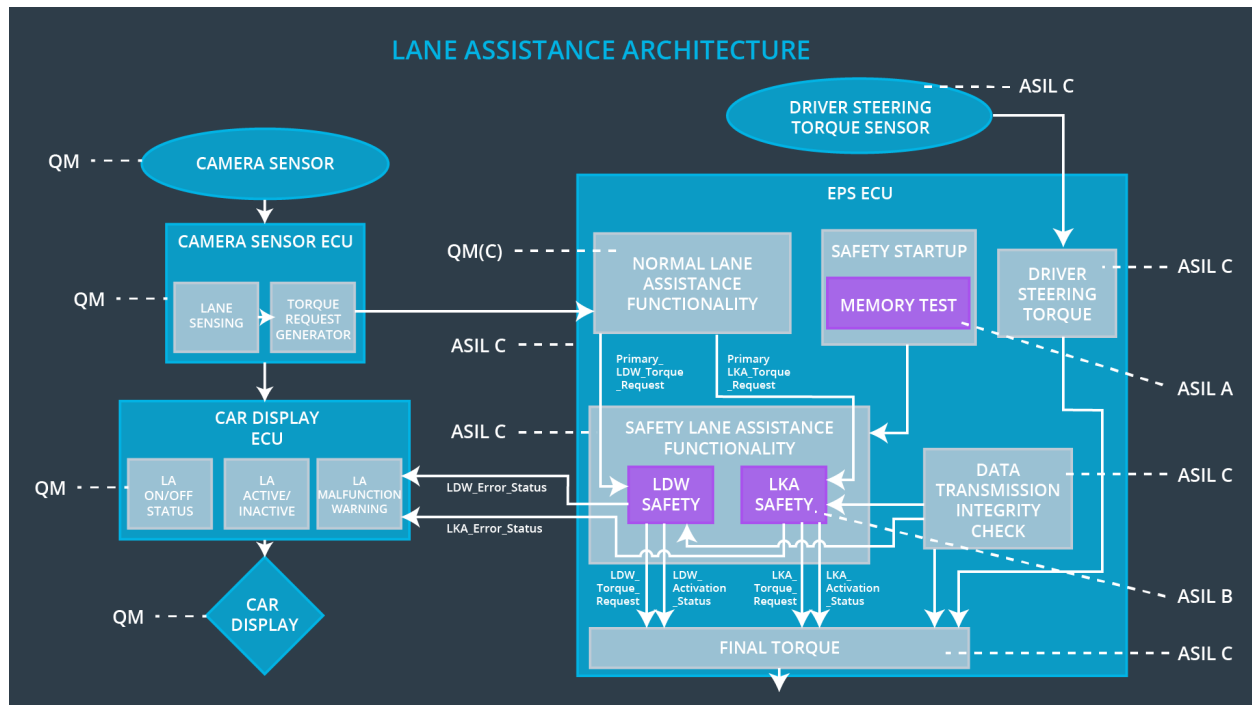 LANE ASSISTANCE ARCHITECTURE
ASIL C
DRIVER STEERING
TORQUE SENSOR
QM
CAMERA SENSOR
EPS ECU
CAMERA SENSOR ECU
QM(C)
NORMAL LANE
ASSISTANCE
FUNCTIONALITY
SAFETY STARTUP
MEMORY TEST
DRIVER
STEERING
TORQUE
ASIL C
QM
LANE
SENSING
TORQUE
REQUEST
GENERATOR
ASIL C
Primary_
LDW_Torque
_Request
Primary
LKA_Torque
_Request
ASIL A
CAR DISPLAY
ECU
ASIL C
SAFETY LANE ASSISTANCE
FUNCTIONALITY
QM
LA
ON/OFF
STATUS
LA
ACTIVE/
INACTIVE
LA
MALFUNCTION
WARNING
LDW_Error_Status
LKA_Error_Status
LDW
SAFETY
LKA
SAFETY
DATA
TRANSMISSION
INTEGRITY
CHECK
ASIL C
LDW_
Torque_
Request
LDW_
Activation
_Status
LKA_
Torque_
Request
LKA_
Activation
_Status
ASIL B
QM
CAR
DISPLAY
FINAL TORQUE
ASIL C